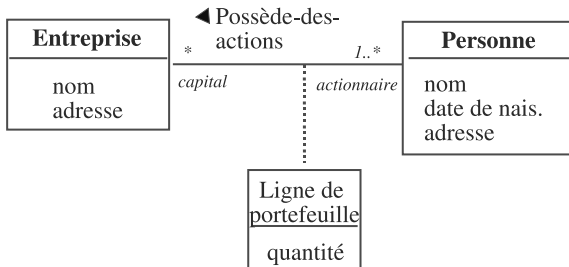 Entreprise
nom
adresse
◀ Possède-des-
actions
*
1..*
capital
actionnaire
Personne
nom
date de nais.
adresse
Ligne de
portefeuille
quantité